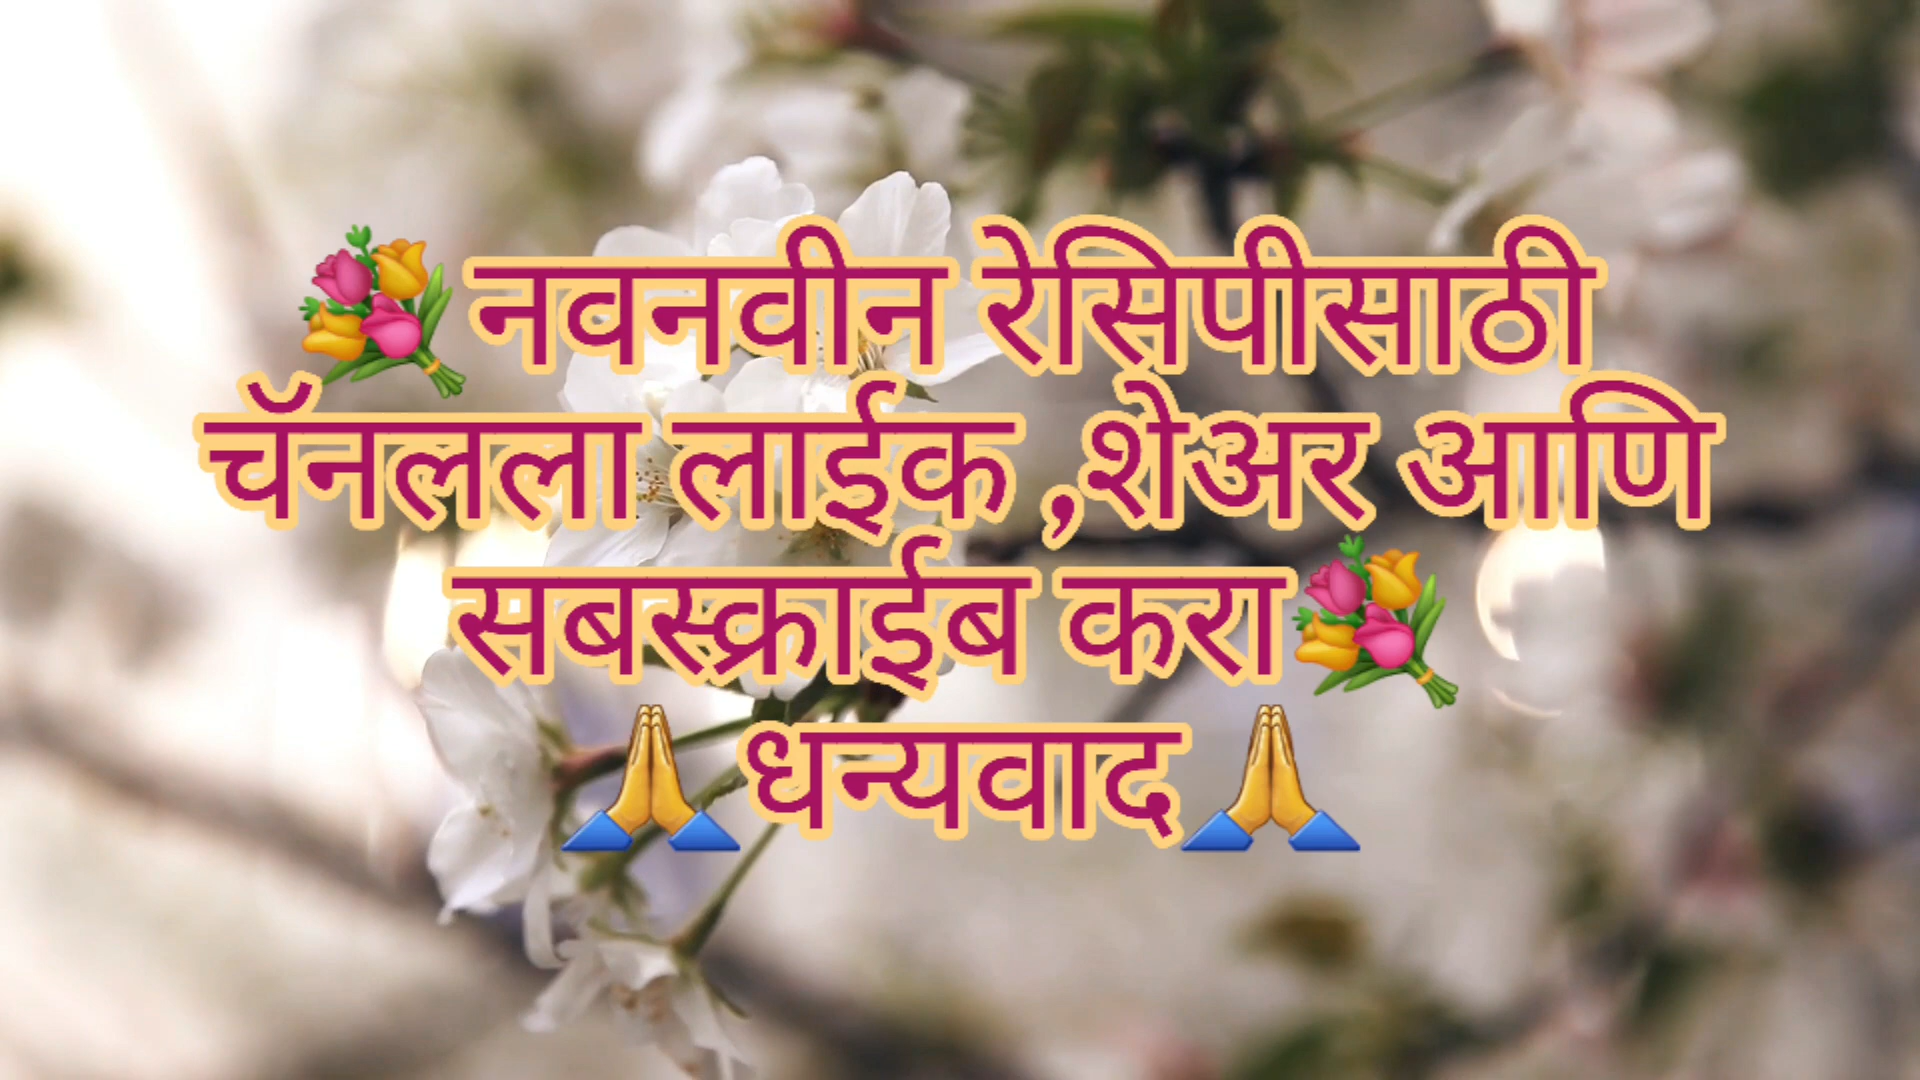 💐नवनवीन रेसिपीसाठी
चॅनलला लाईक ,शेअर आणि
सबस्क्राईब करा💐
🙏धन्यवाद🙏